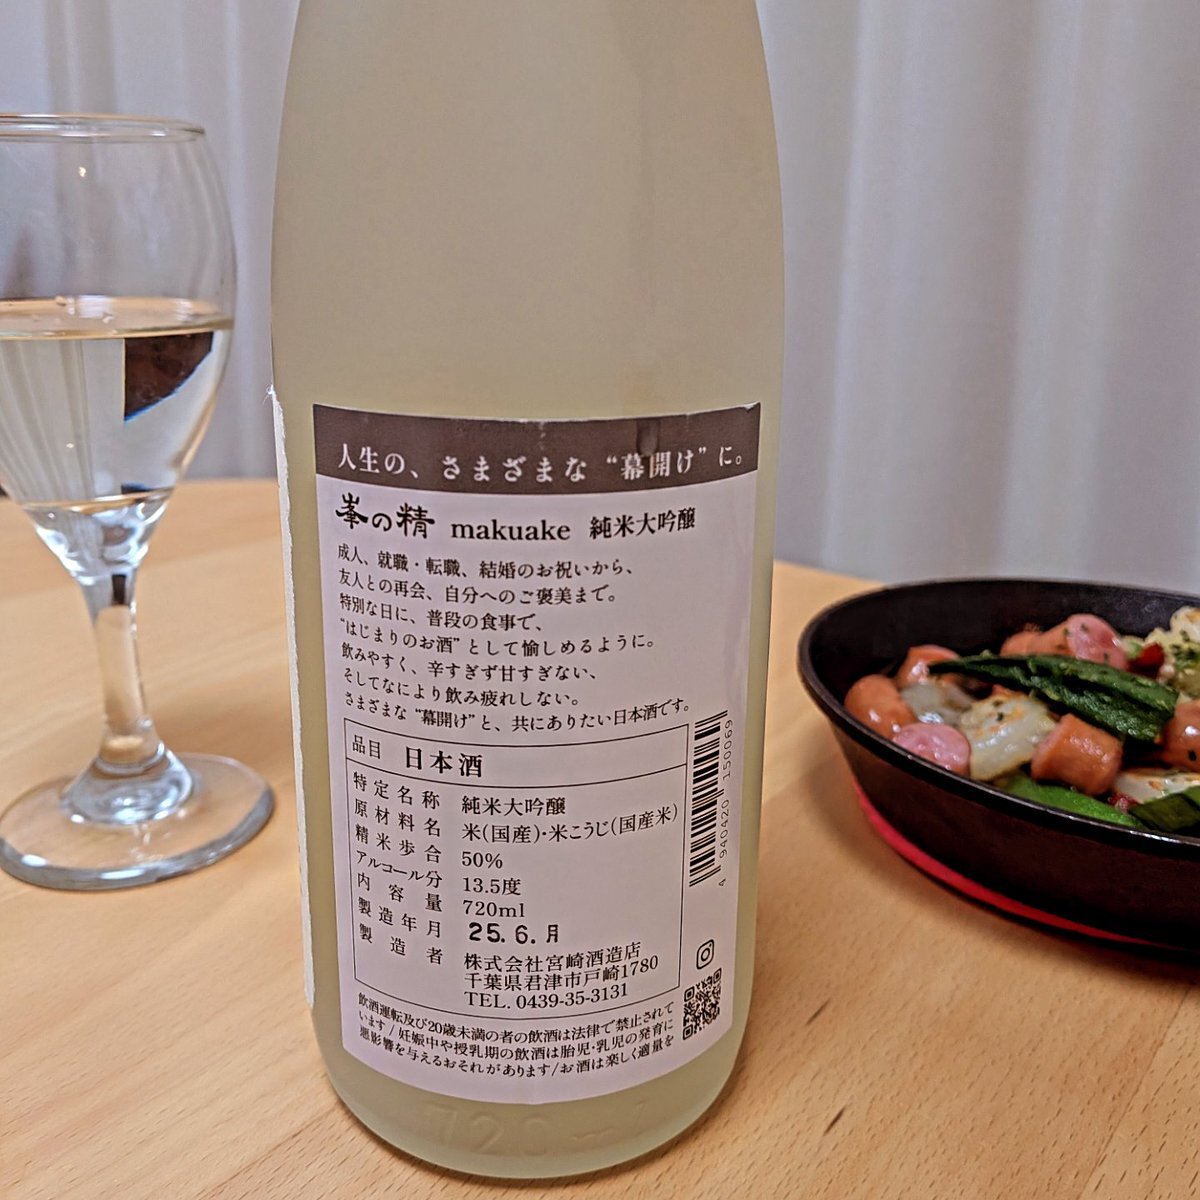 人生の、さまざまな“幕開け”に。
峯の精 makuake 純米大吟醸
成人、就職・転職、結婚のお祝いから、
友人との再会、自分へのご褒美まで。
特別な日に、普段の食事で、
“はじまりのお酒”として愉しめるように。
飲みやすく、辛すぎず甘すぎない、
そしてなにより飲み疲れしない。
さまざまな“幕開け”と、共にありたい日本酒です。
品目 日本酒
特定名称 純米大吟醸
原材料名 米(国産)・米こうじ(国産米)
精米歩合 50%
アルコール分 13.5度
内容量 720ml
製造年月 25.6.月
製造者 株式会社宮崎酒造店
千葉県君津市戸崎1780
TEL. 0439-35-3131
4 940420 150069
飲酒運転及び20歳未満の者の飲酒は法律で禁止されて
います/妊娠中や授乳期の飲酒は胎児・乳児の発育に
悪影響を与えるおそれがあります/お酒は楽しく適量を
720ml